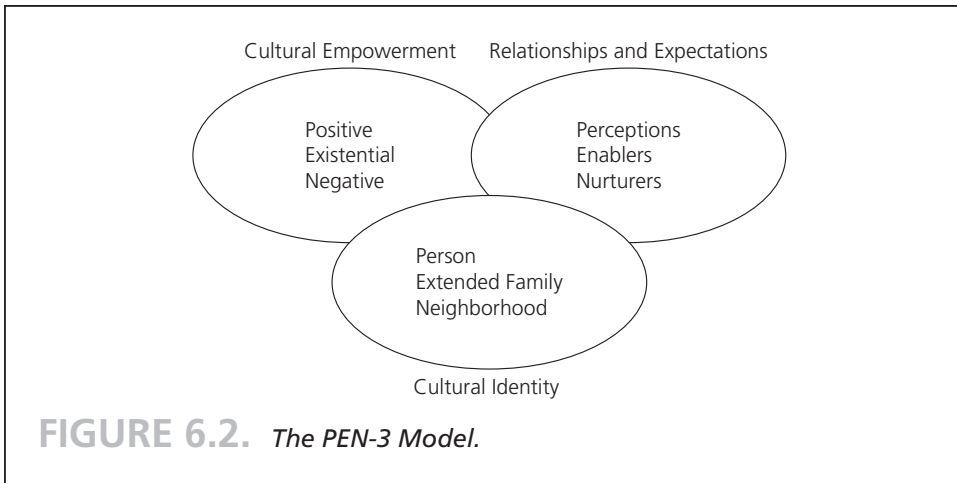 Cultural Empowerment
Relationships and Expectations
Positive
Existential
Negative
Perceptions
Enablers
Nurturers
Person
Extended Family
Neighborhood
Cultural Identity
FIGURE 6.2. The PEN-3 Model.